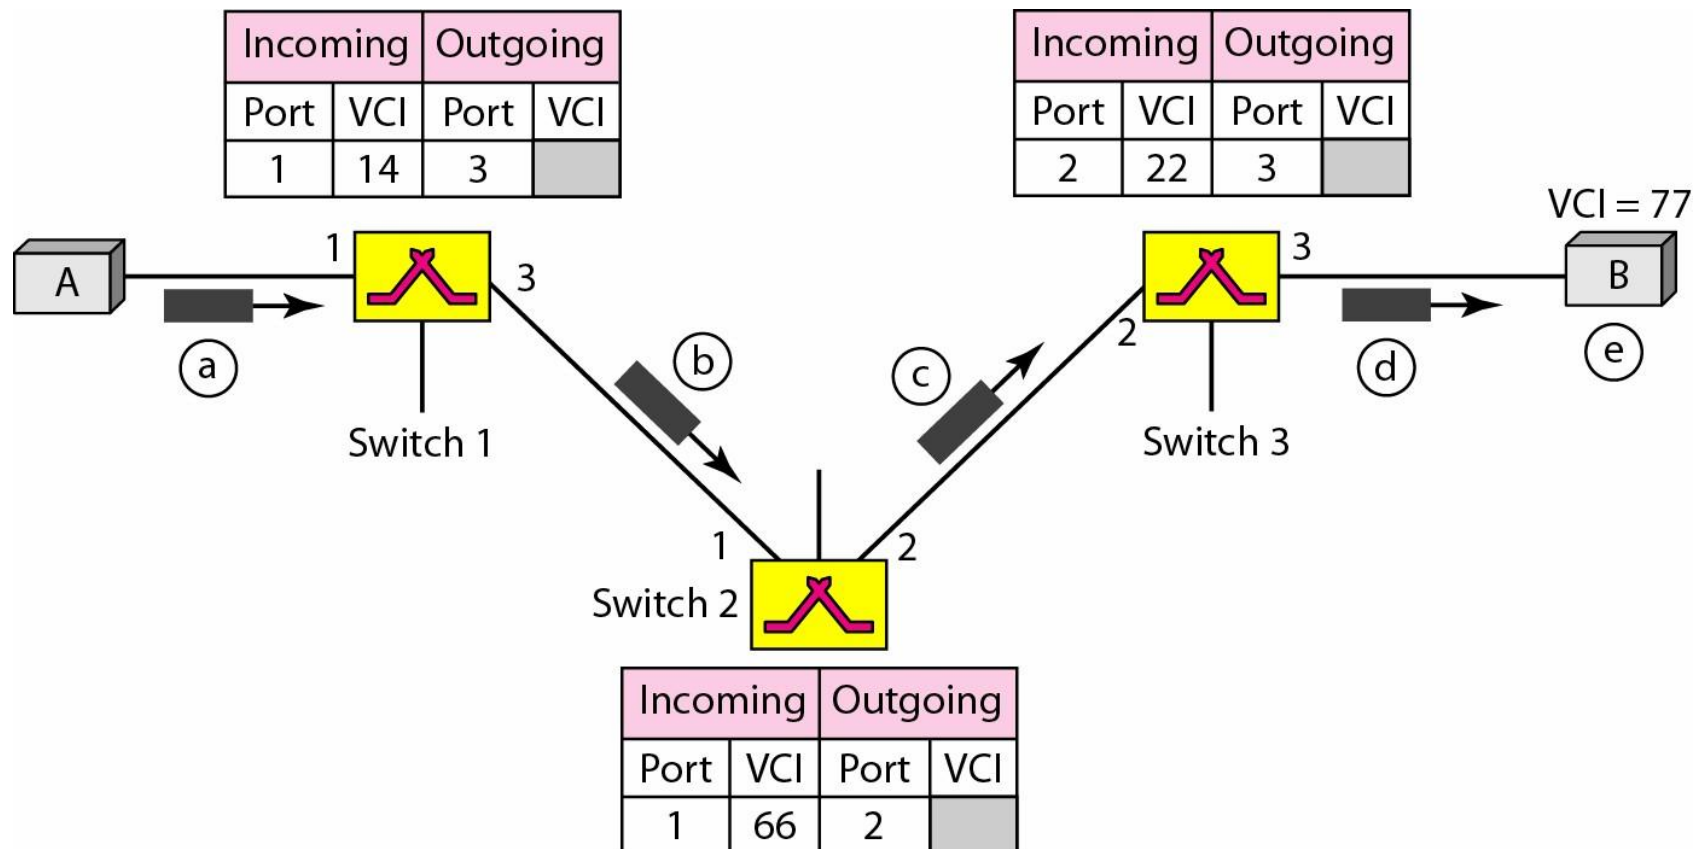 Incoming Outgoing
Port VCI Port VCI
1 14 3
Incoming Outgoing
Port VCI Port VCI
2 22 3
VCI = 77
A
1
3
2
3
B
a
b
c
d
e
Switch 1
Switch 3
1
2
Switch 2
Incoming Outgoing
Port VCI Port VCI
1 66 2